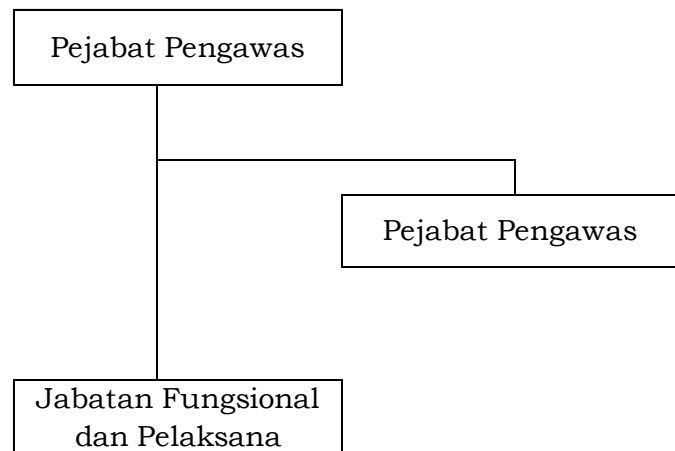 Pejabat Pengawas
Pejabat Pengawas
Jabatan Fungsional
dan Pelaksana